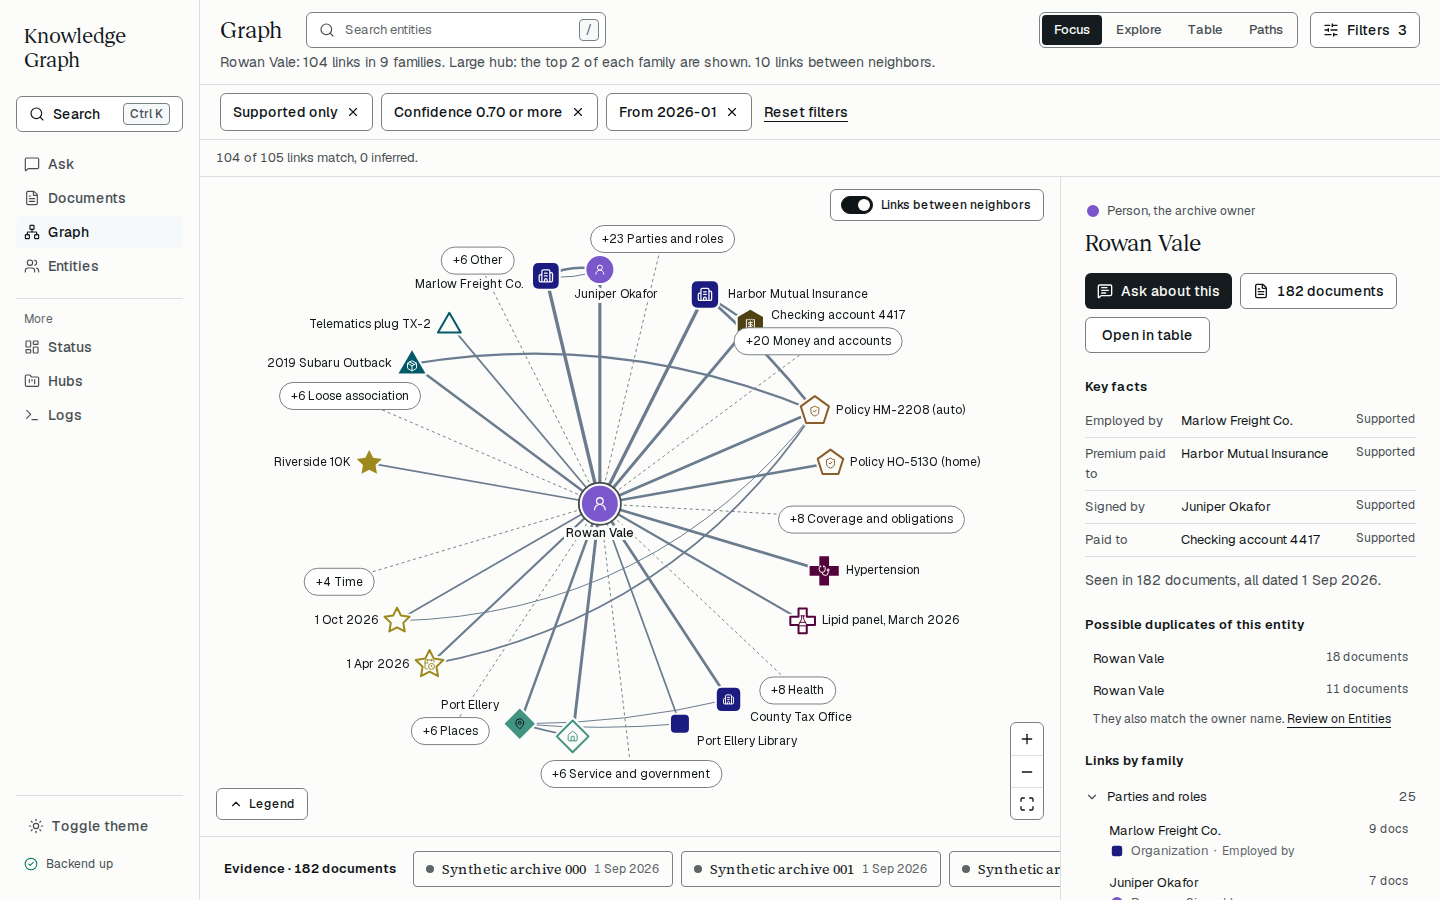 Knowledge
Graph
Search Ctrl K
Ask
Documents
Graph
Entities
More
Status
Hubs
Logs
Toggle theme
Backend up
Graph
Search entities /
Focus Explore Table Paths
Filters 3
Rowan Vale: 104 links in 9 families. Large hub: the top 2 of each family are shown. 10 links between neighbors.
Supported only
Confidence 0.70 or more
From 2026-01
Reset filters
104 of 105 links match, 0 inferred.
Links between neighbors
+23 Parties and roles
+6 Other
Marlow Freight Co.
Juniper Okafor
Harbor Mutual Insurance
Checking account 4417
+20 Money and accounts
Telematics plug TX-2
2019 Subaru Outback
+6 Loose association
Policy HM-2208 (auto)
Riverside 10K
Policy HO-5130 (home)
Rowan Vale
+8 Coverage and obligations
+4 Time
Hypertension
1 Oct 2026
Lipid panel, March 2026
1 Apr 2026
+8 Health
Port Ellery
+6 Places
County Tax Office
Port Ellery Library
+6 Service and government
Legend
Evidence · 182 documents
Synthetic archive 000 1 Sep 2026
Synthetic archive 001 1 Sep 2026
Synthetic ar
Person, the archive owner
Rowan Vale
Ask about this
182 documents
Open in table
Key facts
Employed by Marlow Freight Co. Supported
Premium paid to Harbor Mutual Insurance Supported
Signed by Juniper Okafor Supported
Paid to Checking account 4417 Supported
Seen in 182 documents, all dated 1 Sep 2026.
Possible duplicates of this entity
Rowan Vale 18 documents
Rowan Vale 11 documents
They also match the owner name. Review on Entities
Links by family
Parties and roles 25
Marlow Freight Co. 9 docs
Organization · Employed by
Juniper Okafor 7 docs